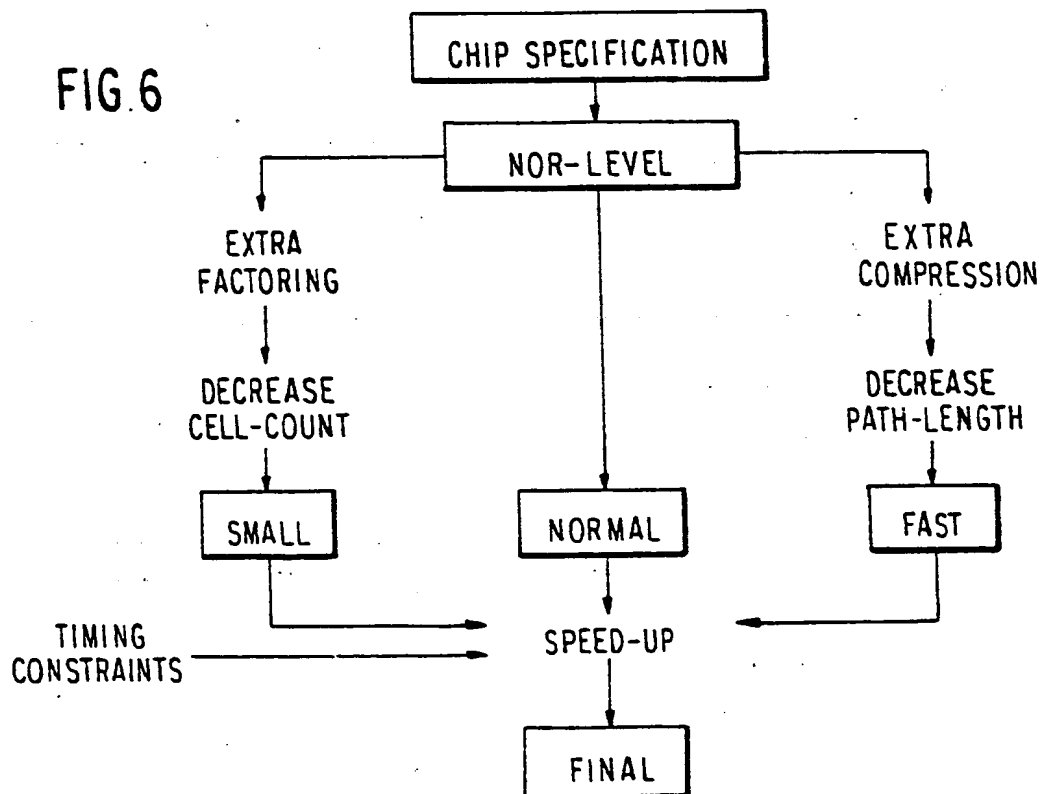 FIG.6
CHIP SPECIFICATION
NOR-LEVEL
EXTRA
FACTORING
EXTRA
COMPRESSION
DECREASE
CELL-COUNT
DECREASE
PATH-LENGTH
SMALL
NORMAL
FAST
TIMING
CONSTRAINTS
SPEED-UP
FINAL